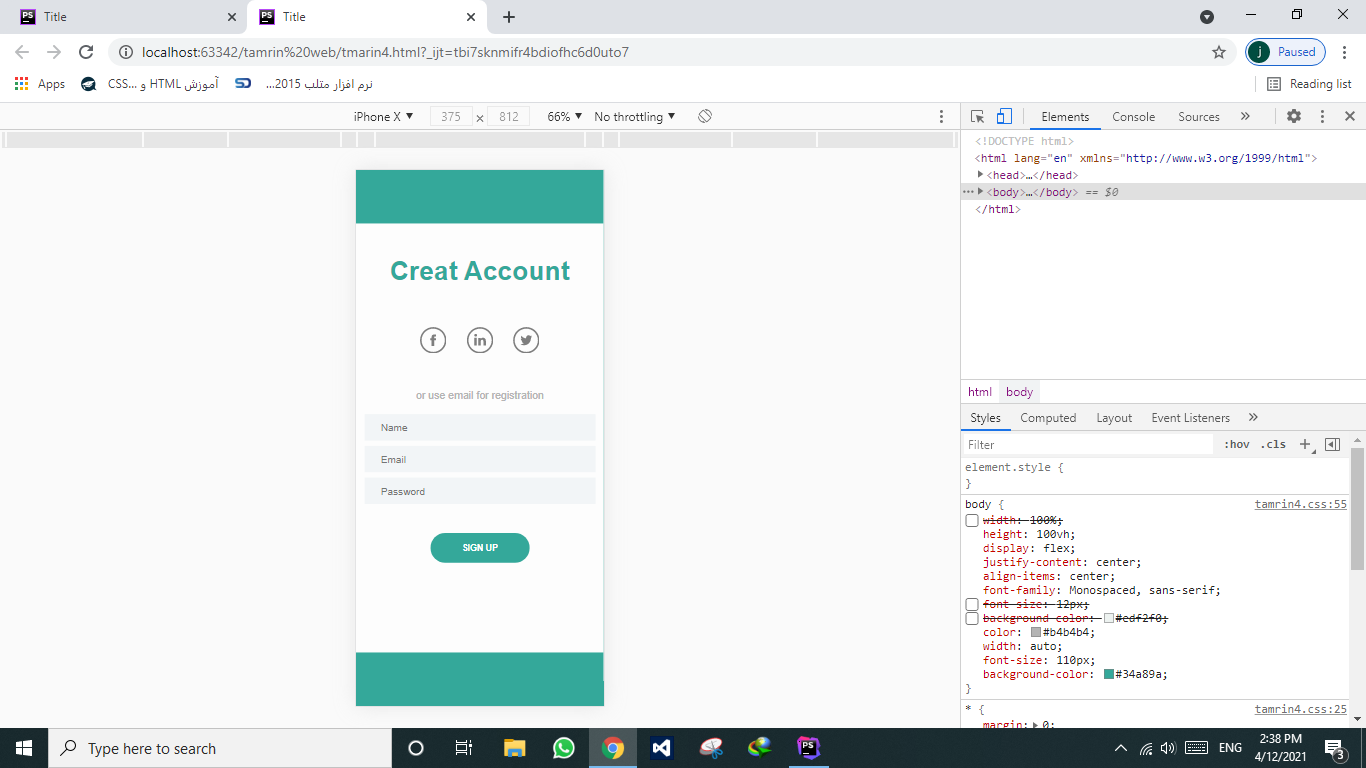 Title
Title
localhost:63342/tamrin%20web/tmarin4.html?_ijt=tbi7sknmifr4bdiofhc6d0uto7
j Paused
Apps
آموزش HTML و CSS...
نرم افزار متلب 2015...
Reading list
iPhone X 375 × 812 66% No throttling
Elements Console Sources »
<!DOCTYPE html>
<html lang="en" xmlns="http://www.w3.org/1999/html">
<head>…</head>
<body>…</body> == $0
</html>
Creat Account
f in
or use email for registration
Name
Email
Password
SIGN UP
html body
Styles Computed Layout Event Listeners »
Filter :hov .cls +
element.style {
}
body { tamrin4.css:55
width: 100%;
height: 100vh;
display: flex;
justify-content: center;
align-items: center;
font-family: Monospaced, sans-serif;
font-size: 12px;
background-color: #edf2f0;
color: #b4b4b4;
width: auto;
font-size: 110px;
background-color: #34a89a;
}
* { tamrin4.css:25
margin: 0;
Type here to search
PS
ENG
2:38 PM
4/12/2021
3